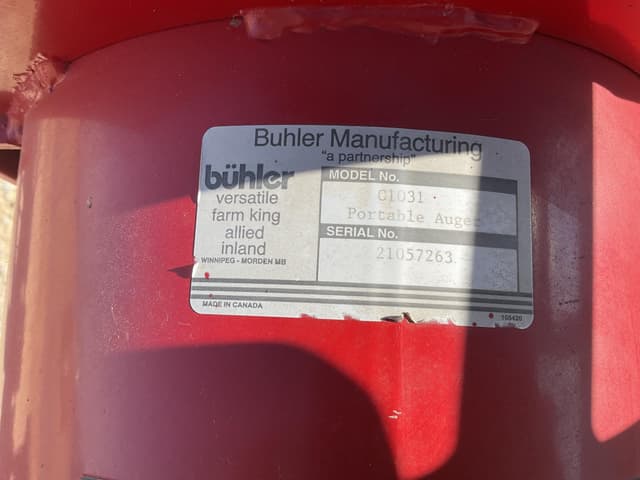 Buhler Manufacturing
"a partnership"
bühler
versatile
farm king
allied
inland
WINNIPEG - MORDEN MB
MODEL No.
C1031
Portable Auger
SERIAL No.
21057263
MADE IN CANADA
105420